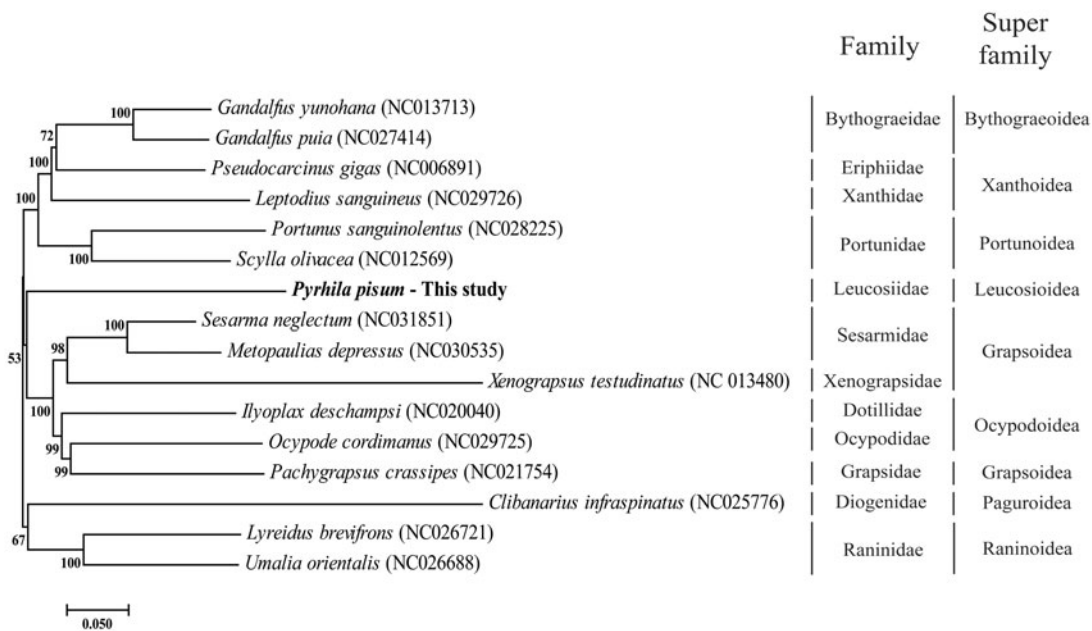 Family
Super
family
100
Gandalfus yunohana (NC013713)
72
Gandalfus puia (NC027414)
Bythograeidae
Bythograeoidea
100
Pseudocarcinus gigas (NC006891)
Eriphiidae
100
Leptodius sanguineus (NC029726)
Xanthidae
Xanthoidea
Portunus sanguinolentus (NC028225)
100
Scylla olivacea (NC012569)
Portunidae
Portunoidea
Pyrhila pisum - This study
Leucosiidae
Leucosioidea
100
Sesarma neglectum (NC031851)
53
98
Metopaulias depressus (NC030535)
Sesarmidae
Grapsoidea
Xenograpsus testudinatus (NC 013480)
Xenograpsidae
100
Ilyoplax deschampsi (NC020040)
Dotillidae
99
Ocypode cordimanus (NC029725)
Ocypodidae
Ocypodoidea
99
Pachygrapsus crassipes (NC021754)
Grapsidae
Grapsoidea
Clibanarius infraspinatus (NC025776)
Diogenidae
Paguroidea
67
Lyreidus brevifrons (NC026721)
100
Umalia orientalis (NC026688)
Raninidae
Raninoidea
0.050